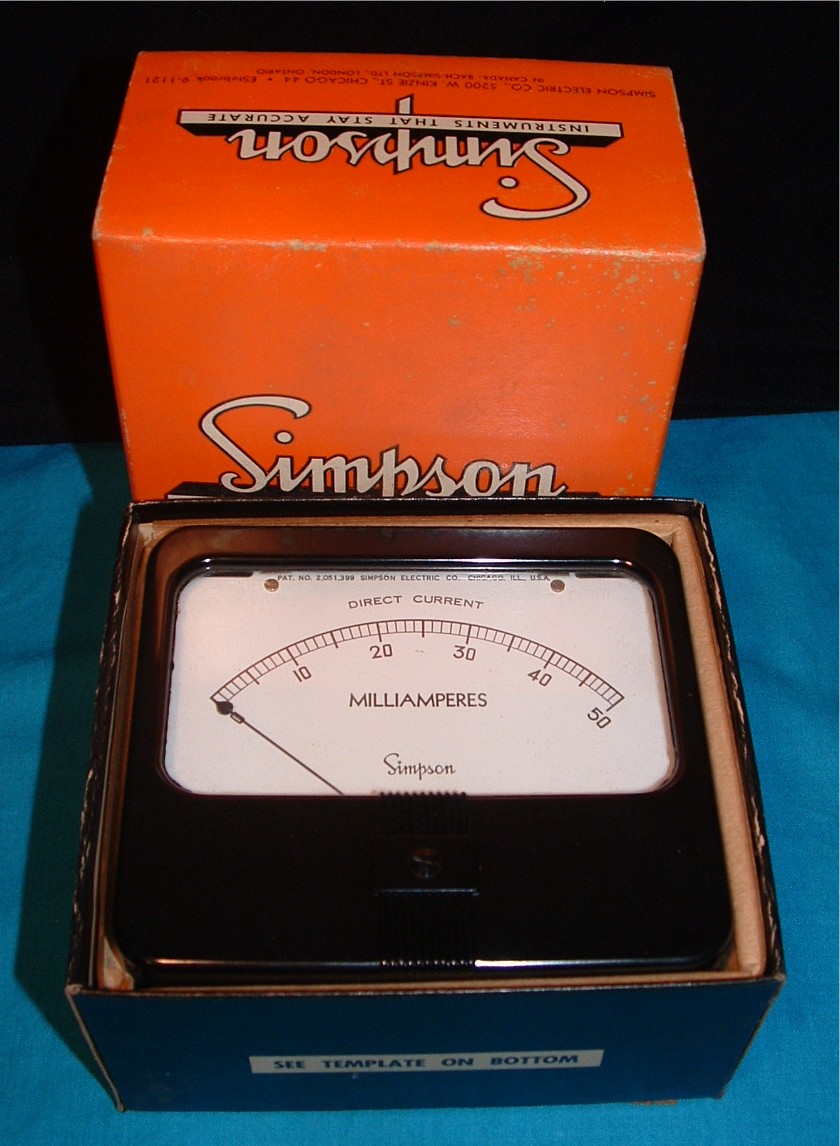 SIMPSON ELECTRIC CO., 5200 W. KINZIE ST., CHICAGO 44 • EStebrook 9-1121
IN CANADA: BACH-SIMPSON LTD., LONDON, ONTARIO
INSTRUMENTS THAT STAY ACCURATE
Simpson
Simpson
PAT. NO. 2,051,399 SIMPSON ELECTRIC CO., CHICAGO, ILL., U.S.A.
DIRECT CURRENT
10 20 30 40 50
MILLIAMPERES
Simpson
SEE TEMPLATE ON BOTTOM